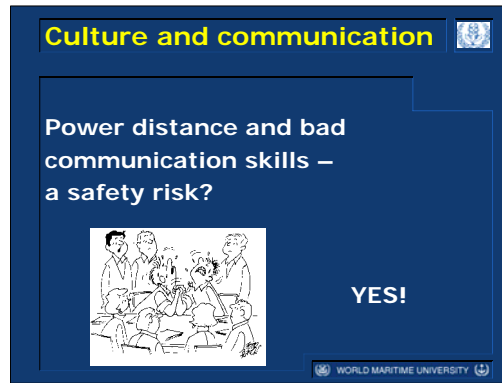 Culture and communication
Power distance and bad
communication skills –
a safety risk?
YES!
WORLD MARITIME UNIVERSITY